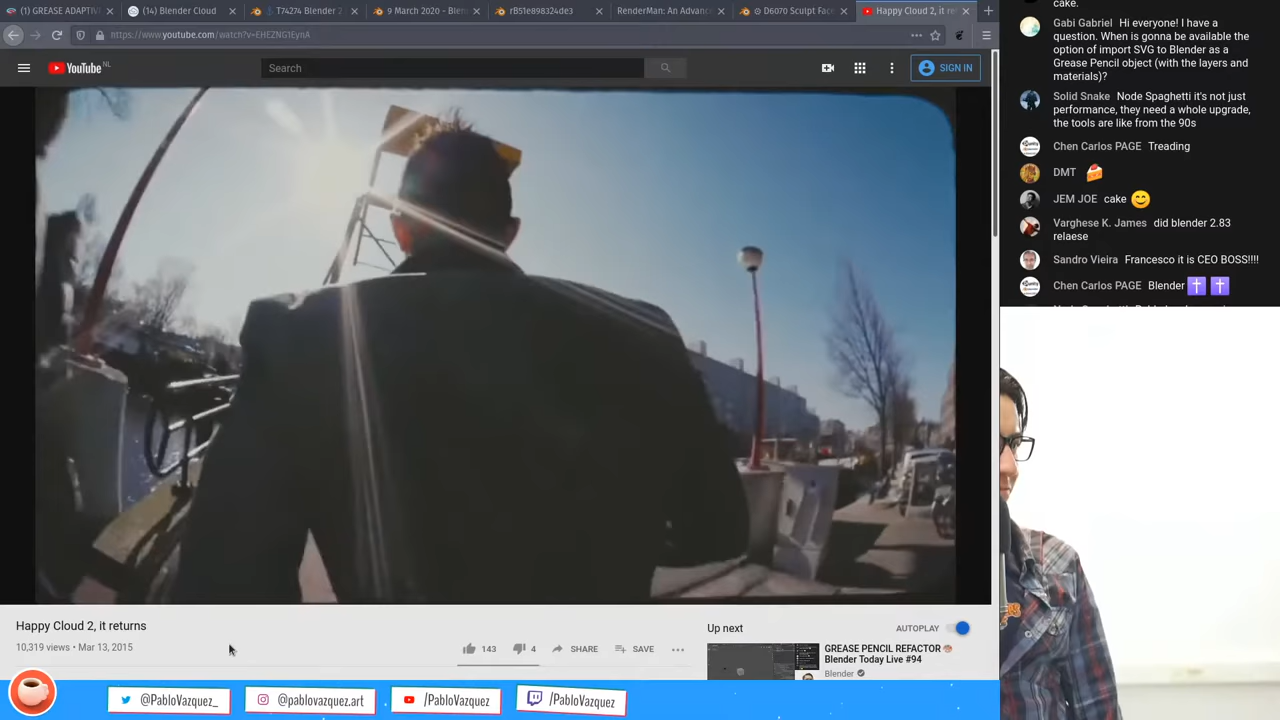 (1) GREASE ADAPTIV
(14) Blender Cloud
T74274 Blender 2
9 March 2020 - Blen
rB51e898324de3
RenderMan: An Advanc
D6070 Sculpt Face
Happy Cloud 2, it ret
https://www.youtube.com/watch?v=EHEZNG1EynA
YouTube NL
Search
SIGN IN
cake.
Gabi Gabriel Hi everyone! I have a
question. When is gonna be available the
option of import SVG to Blender as a
Grease Pencil object (with the layers and
materials)?
Solid Snake Node Spaghetti it's not just
performance, they need a whole upgrade,
the tools are like from the 90s
Chen Carlos PAGE Treading
DMT 🍰
JEM JOE cake 😊
Varghese K. James did blender 2.83
relaese
Sandro Vieira Francesco it is CEO BOSS!!!!
Chen Carlos PAGE Blender ✝️ ✝️
Happy Cloud 2, it returns
10,319 views • Mar 13, 2015
143
4
SHARE
SAVE
Up next
AUTOPLAY
GREASE PENCIL REFACTOR
Blender Today Live #94
Blender
@PabloVazquez_
@pablovazquez.art
/PabloVazquez
/PabloVazquez